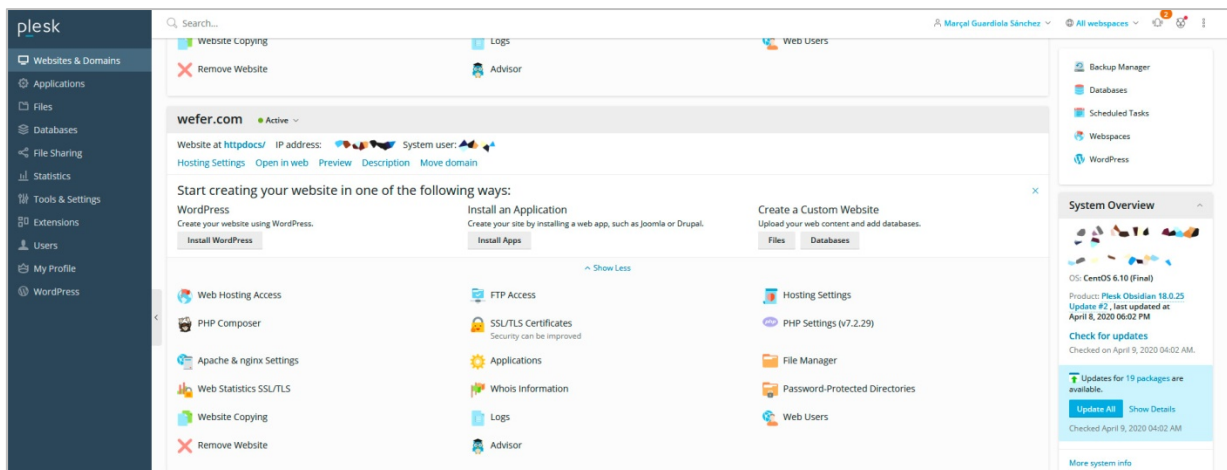 plesk
Search...
Marçal Guardiola Sánchez
All webspaces
2
Websites & Domains
Applications
Files
Databases
File Sharing
Statistics
Tools & Settings
Extensions
Users
My Profile
WordPress
Website Copying
Logs
Web Users
Remove Website
Advisor
wefer.com Active
Website at httpdocs/ IP address: System user:
Hosting Settings Open in web Preview Description Move domain
Start creating your website in one of the following ways:
WordPress
Create your website using WordPress.
Install WordPress
Install an Application
Create your site by installing a web app, such as Joomla or Drupal.
Install Apps
Create a Custom Website
Upload your web content and add databases.
Files Databases
Show Less
Web Hosting Access
FTP Access
Hosting Settings
PHP Composer
SSL/TLS Certificates
Security can be improved
php
PHP Settings (v7.2.29)
Apache & nginx Settings
Applications
File Manager
Web Statistics SSL/TLS
Whois Information
Password-Protected Directories
Website Copying
Logs
Web Users
Remove Website
Advisor
Backup Manager
Databases
Scheduled Tasks
Webspaces
WordPress
System Overview
OS: CentOS 6.10 (Final)
Product: Plesk Obsidian 18.0.25
Update #2 , last updated at
April 8, 2020 06:02 PM
Check for updates
Checked on April 9, 2020 04:02 AM.
Updates for 19 packages are
available.
Update All Show Details
Checked April 9, 2020 04:02 AM
More system info